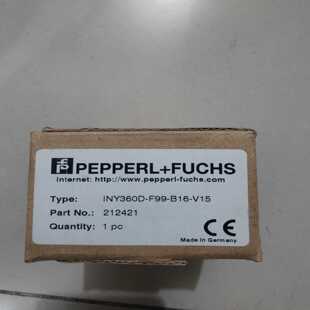 PEPPERL+FUCHS
Internet: http://www.pepperl-fuchs.com
Type: INY360D-F99-B16-V15
Part No.: 212421
Quantity: 1 pc
CE
Made in Germany